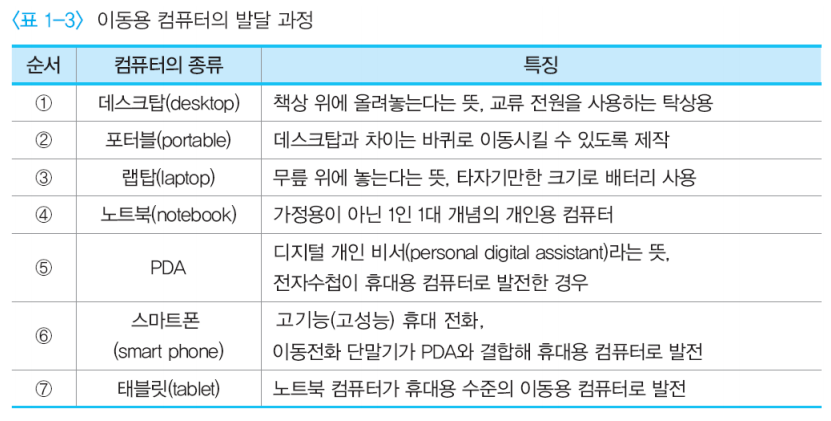 〈표 1-3〉 이동용 컴퓨터의 발달 과정
순서 컴퓨터의 종류 특징
① 데스크탑(desktop) 책상 위에 올려놓는다는 뜻, 교류 전원을 사용하는 탁상용
② 포터블(portable) 데스크탑과 차이는 바퀴로 이동시킬 수 있도록 제작
③ 랩탑(laptop) 무릎 위에 놓는다는 뜻, 타자기만한 크기로 배터리 사용
④ 노트북(notebook) 가정용이 아닌 1인 1대 개념의 개인용 컴퓨터
⑤ PDA 디지털 개인 비서(personal digital assistant)라는 뜻,
전자수첩이 휴대용 컴퓨터로 발전한 경우
⑥ 스마트폰 고기능(고성능) 휴대 전화,
(smart phone) 이동전화 단말기가 PDA와 결합해 휴대용 컴퓨터로 발전
⑦ 태블릿(tablet) 노트북 컴퓨터가 휴대용 수준의 이동용 컴퓨터로 발전